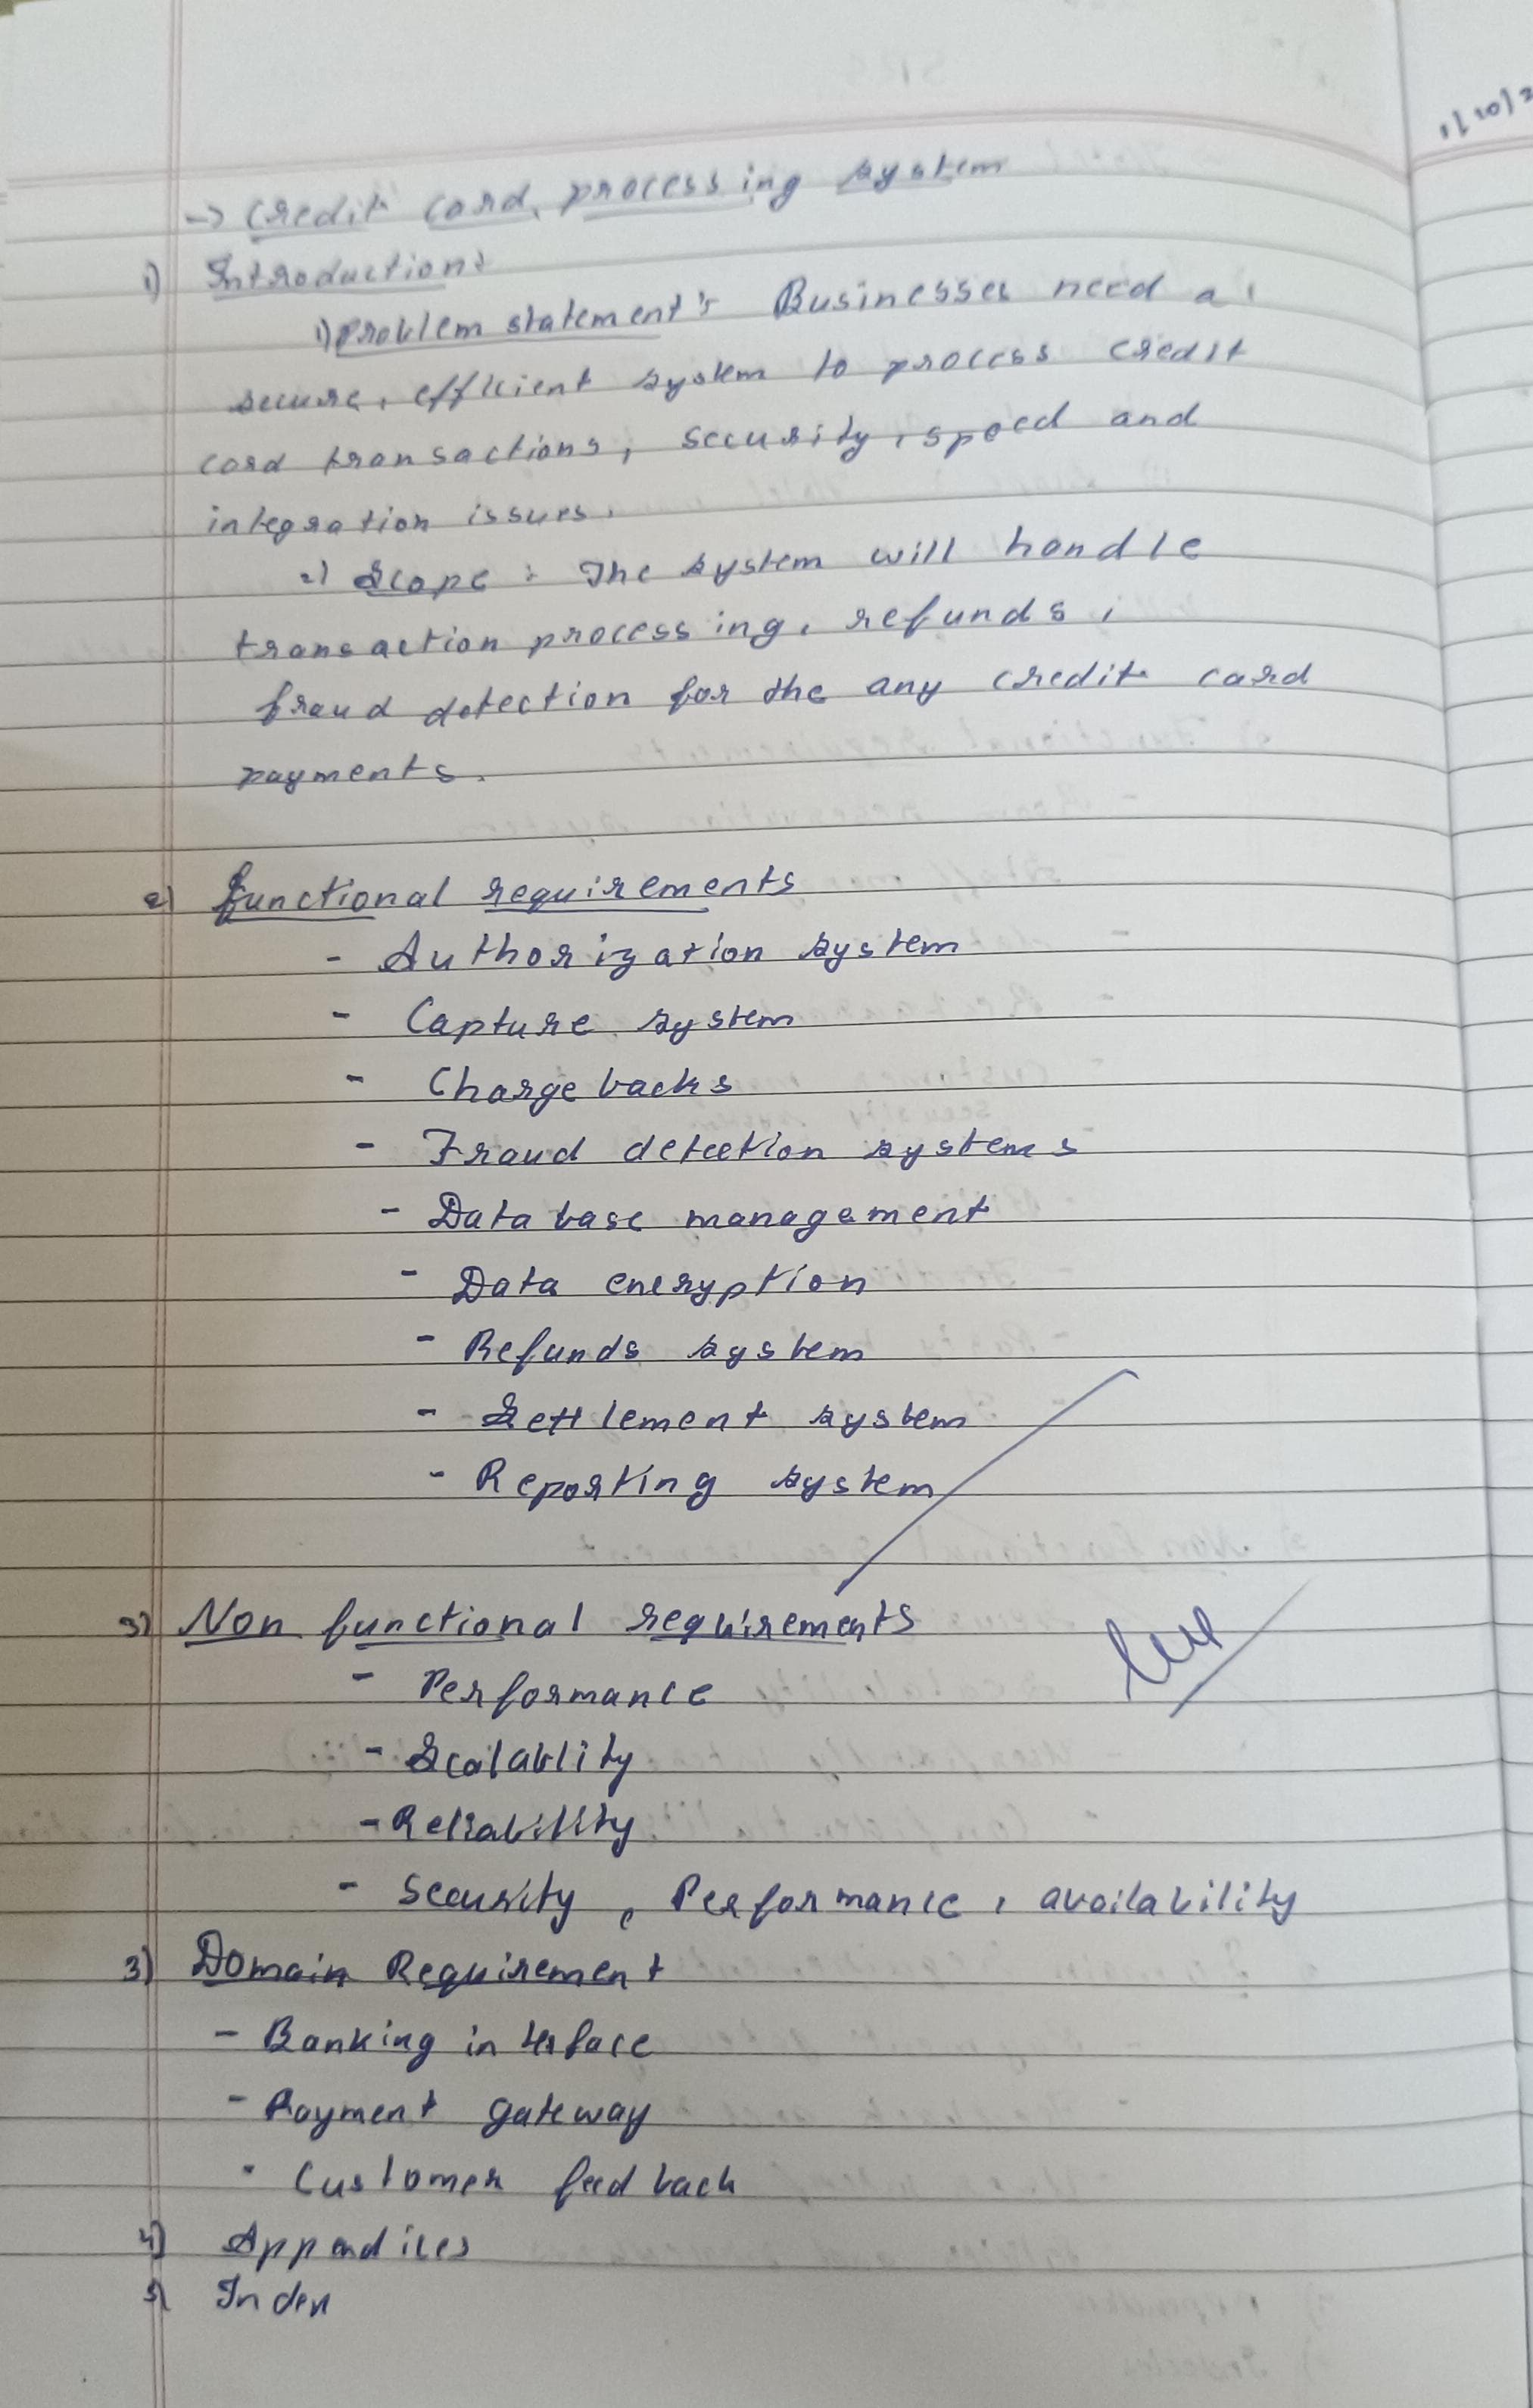 -> Credit card processing system
1) Introduction:
1) Problem statement: Businesses need a
secure, efficient system to process credit
card transactions, security, speed and
integration issues.
2) Scope : The system will handle
transaction processing, refunds,
fraud detection for the any credit card
payments.
2) functional requirements
- Authorization system
- Capture system
- Charge backs
- Fraud detection systems
- Data base management
- Data encryption
- Refunds system
- Settlement system
- Reporting system
3) Non functional requirements
- Performance
- Scalablity
- Reliability
- Security, Performance, availability
3) Domain Requirement
- Banking interface
- Payment gateway
- Customer feed back
4) Appendices
5) Index